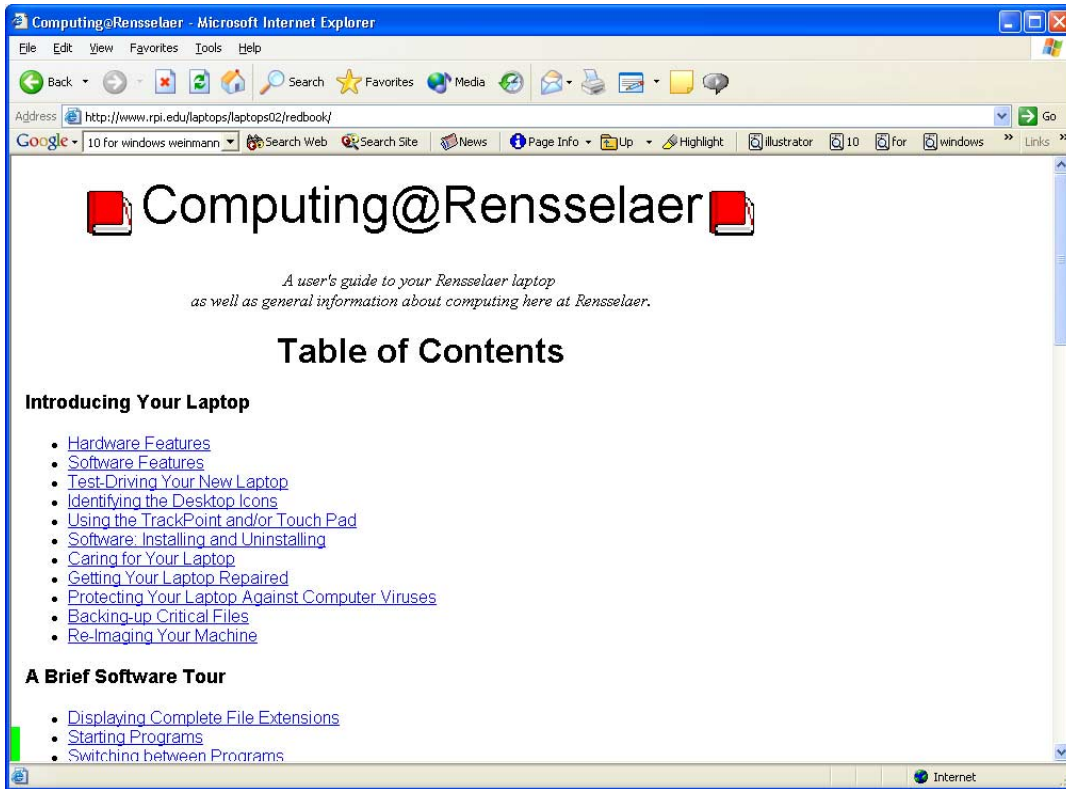 Computing@Rensselaer - Microsoft Internet Explorer
File Edit View Favorites Tools Help
Back Search Favorites Media
Address http://www.rpi.edu/laptops/laptops02/redbook/ Go
Google 10 for windows weinmann Search Web Search Site News Page Info Up Highlight illustrator 10 for windows » Links »
Computing@Rensselaer
A user's guide to your Rensselaer laptop
as well as general information about computing here at Rensselaer.
Table of Contents
Introducing Your Laptop
• Hardware Features
• Software Features
• Test-Driving Your New Laptop
• Identifying the Desktop Icons
• Using the TrackPoint and/or Touch Pad
• Software: Installing and Uninstalling
• Caring for Your Laptop
• Getting Your Laptop Repaired
• Protecting Your Laptop Against Computer Viruses
• Backing-up Critical Files
• Re-Imaging Your Machine
A Brief Software Tour
• Displaying Complete File Extensions
• Starting Programs
• Switching between Programs
Internet